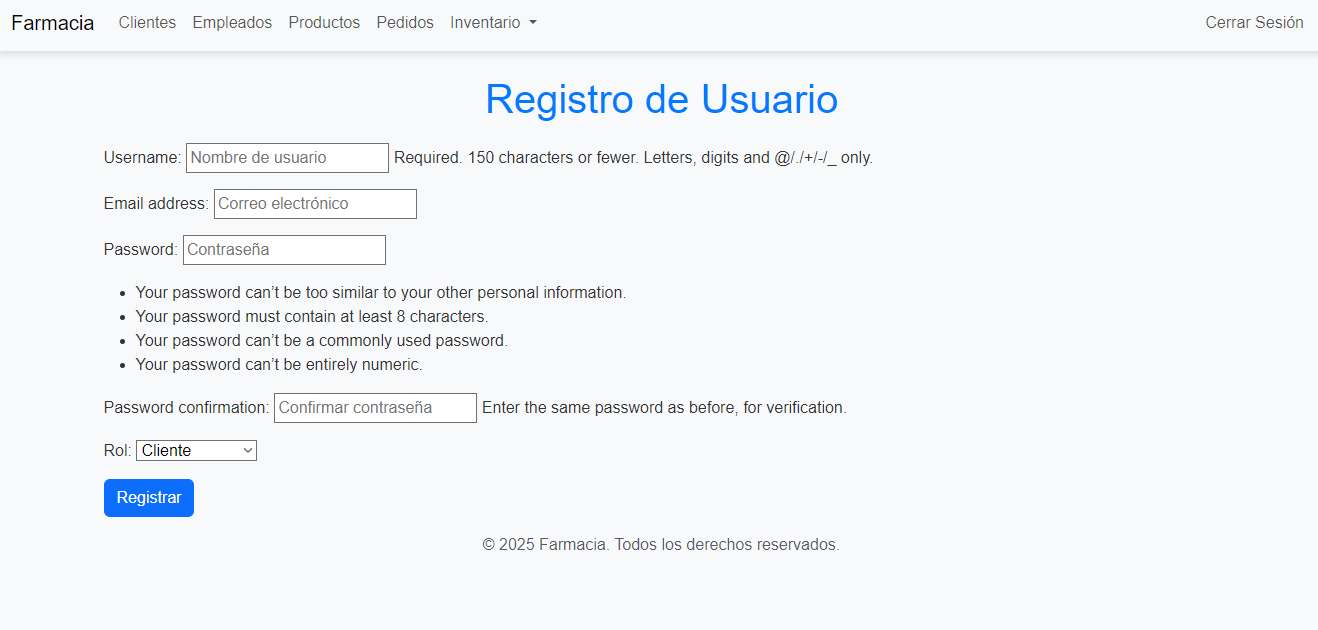 Farmacia Clientes Empleados Productos Pedidos Inventario Cerrar Sesión
Registro de Usuario
Username: Nombre de usuario Required. 150 characters or fewer. Letters, digits and @/./+/-/_ only.
Email address: Correo electrónico
Password: Contraseña
• Your password can’t be too similar to your other personal information.
• Your password must contain at least 8 characters.
• Your password can’t be a commonly used password.
• Your password can’t be entirely numeric.
Password confirmation: Confirmar contraseña Enter the same password as before, for verification.
Rol: Cliente
Registrar
© 2025 Farmacia. Todos los derechos reservados.